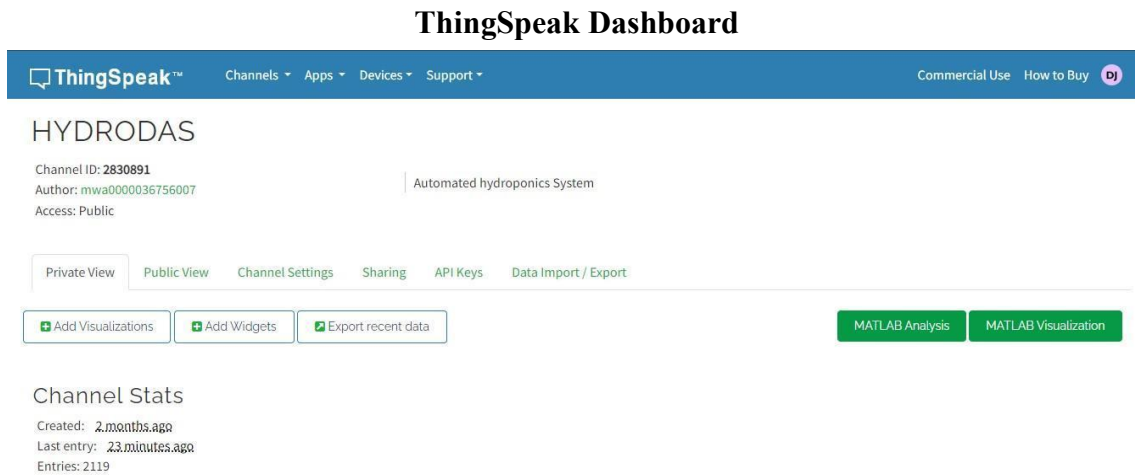 ThingSpeak Dashboard
ThingSpeak™ Channels Apps Devices Support Commercial Use How to Buy DJ
HYDRODAS
Channel ID: 2830891
Author: mwa0000036756007
Access: Public
Automated hydroponics System
Private View Public View Channel Settings Sharing API Keys Data Import / Export
Add Visualizations Add Widgets Export recent data MATLAB Analysis MATLAB Visualization
Channel Stats
Created: 2 months ago
Last entry: 23 minutes ago
Entries: 2119